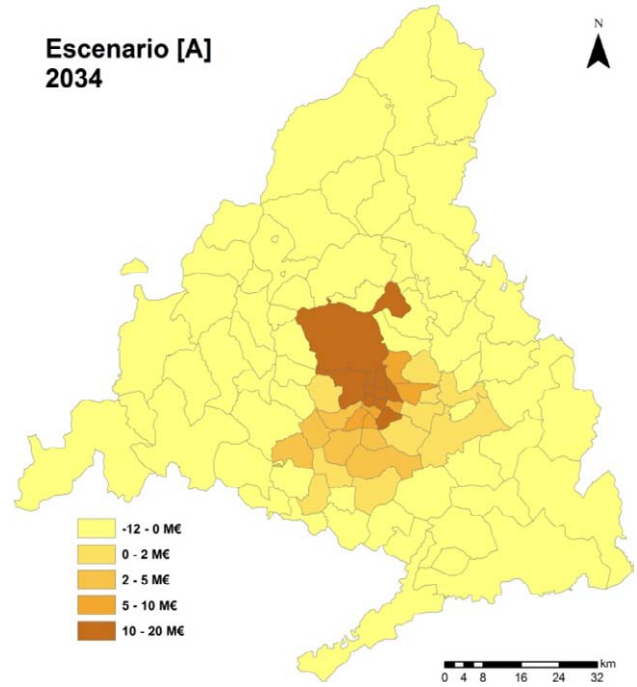 Escenario [A]
2034
N
-12 - 0 M€
0 - 2 M€
2 - 5 M€
5 - 10 M€
10 - 20 M€
km
0 4 8 16 24 32